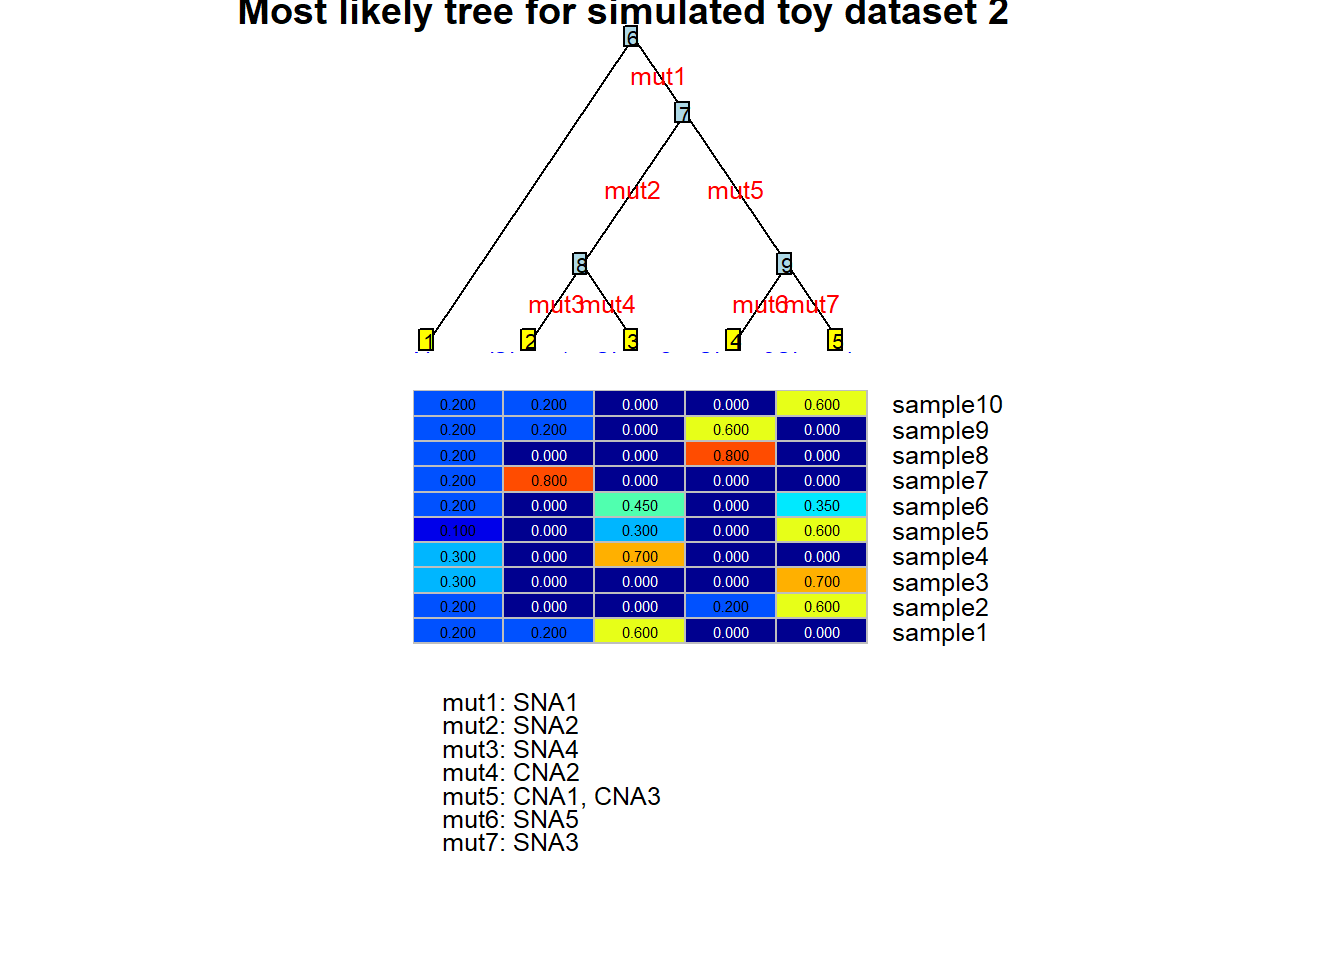 Most likely tree for simulated toy dataset 2
6
mut1
7
mut2 mut5
8 9
mut3 mut4 mut6 mut7
1 2 3 4 5
0.200 0.200 0.000 0.000 0.600 sample10
0.200 0.200 0.000 0.600 0.000 sample9
0.200 0.000 0.000 0.800 0.000 sample8
0.200 0.800 0.000 0.000 0.000 sample7
0.200 0.000 0.450 0.000 0.350 sample6
0.100 0.000 0.300 0.000 0.600 sample5
0.300 0.000 0.700 0.000 0.000 sample4
0.300 0.000 0.000 0.000 0.700 sample3
0.200 0.000 0.000 0.200 0.600 sample2
0.200 0.200 0.600 0.000 0.000 sample1
mut1: SNA1
mut2: SNA2
mut3: SNA4
mut4: CNA2
mut5: CNA1, CNA3
mut6: SNA5
mut7: SNA3